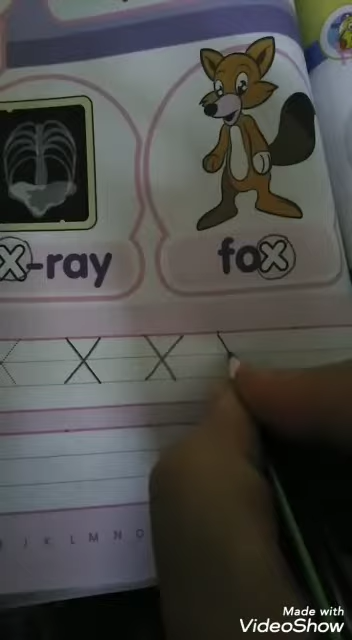 x-ray
fox
X X X
J K L M N O
Made with
VideoShow